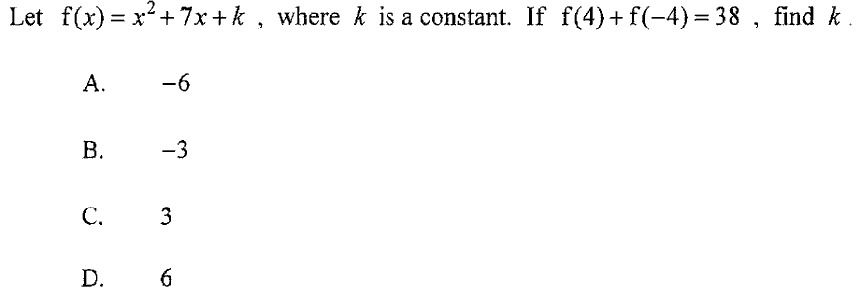 Let f(x) = x² + 7x + k , where k is a constant. If f(4) + f(−4) = 38 , find k .
A. −6
B. −3
C. 3
D. 6